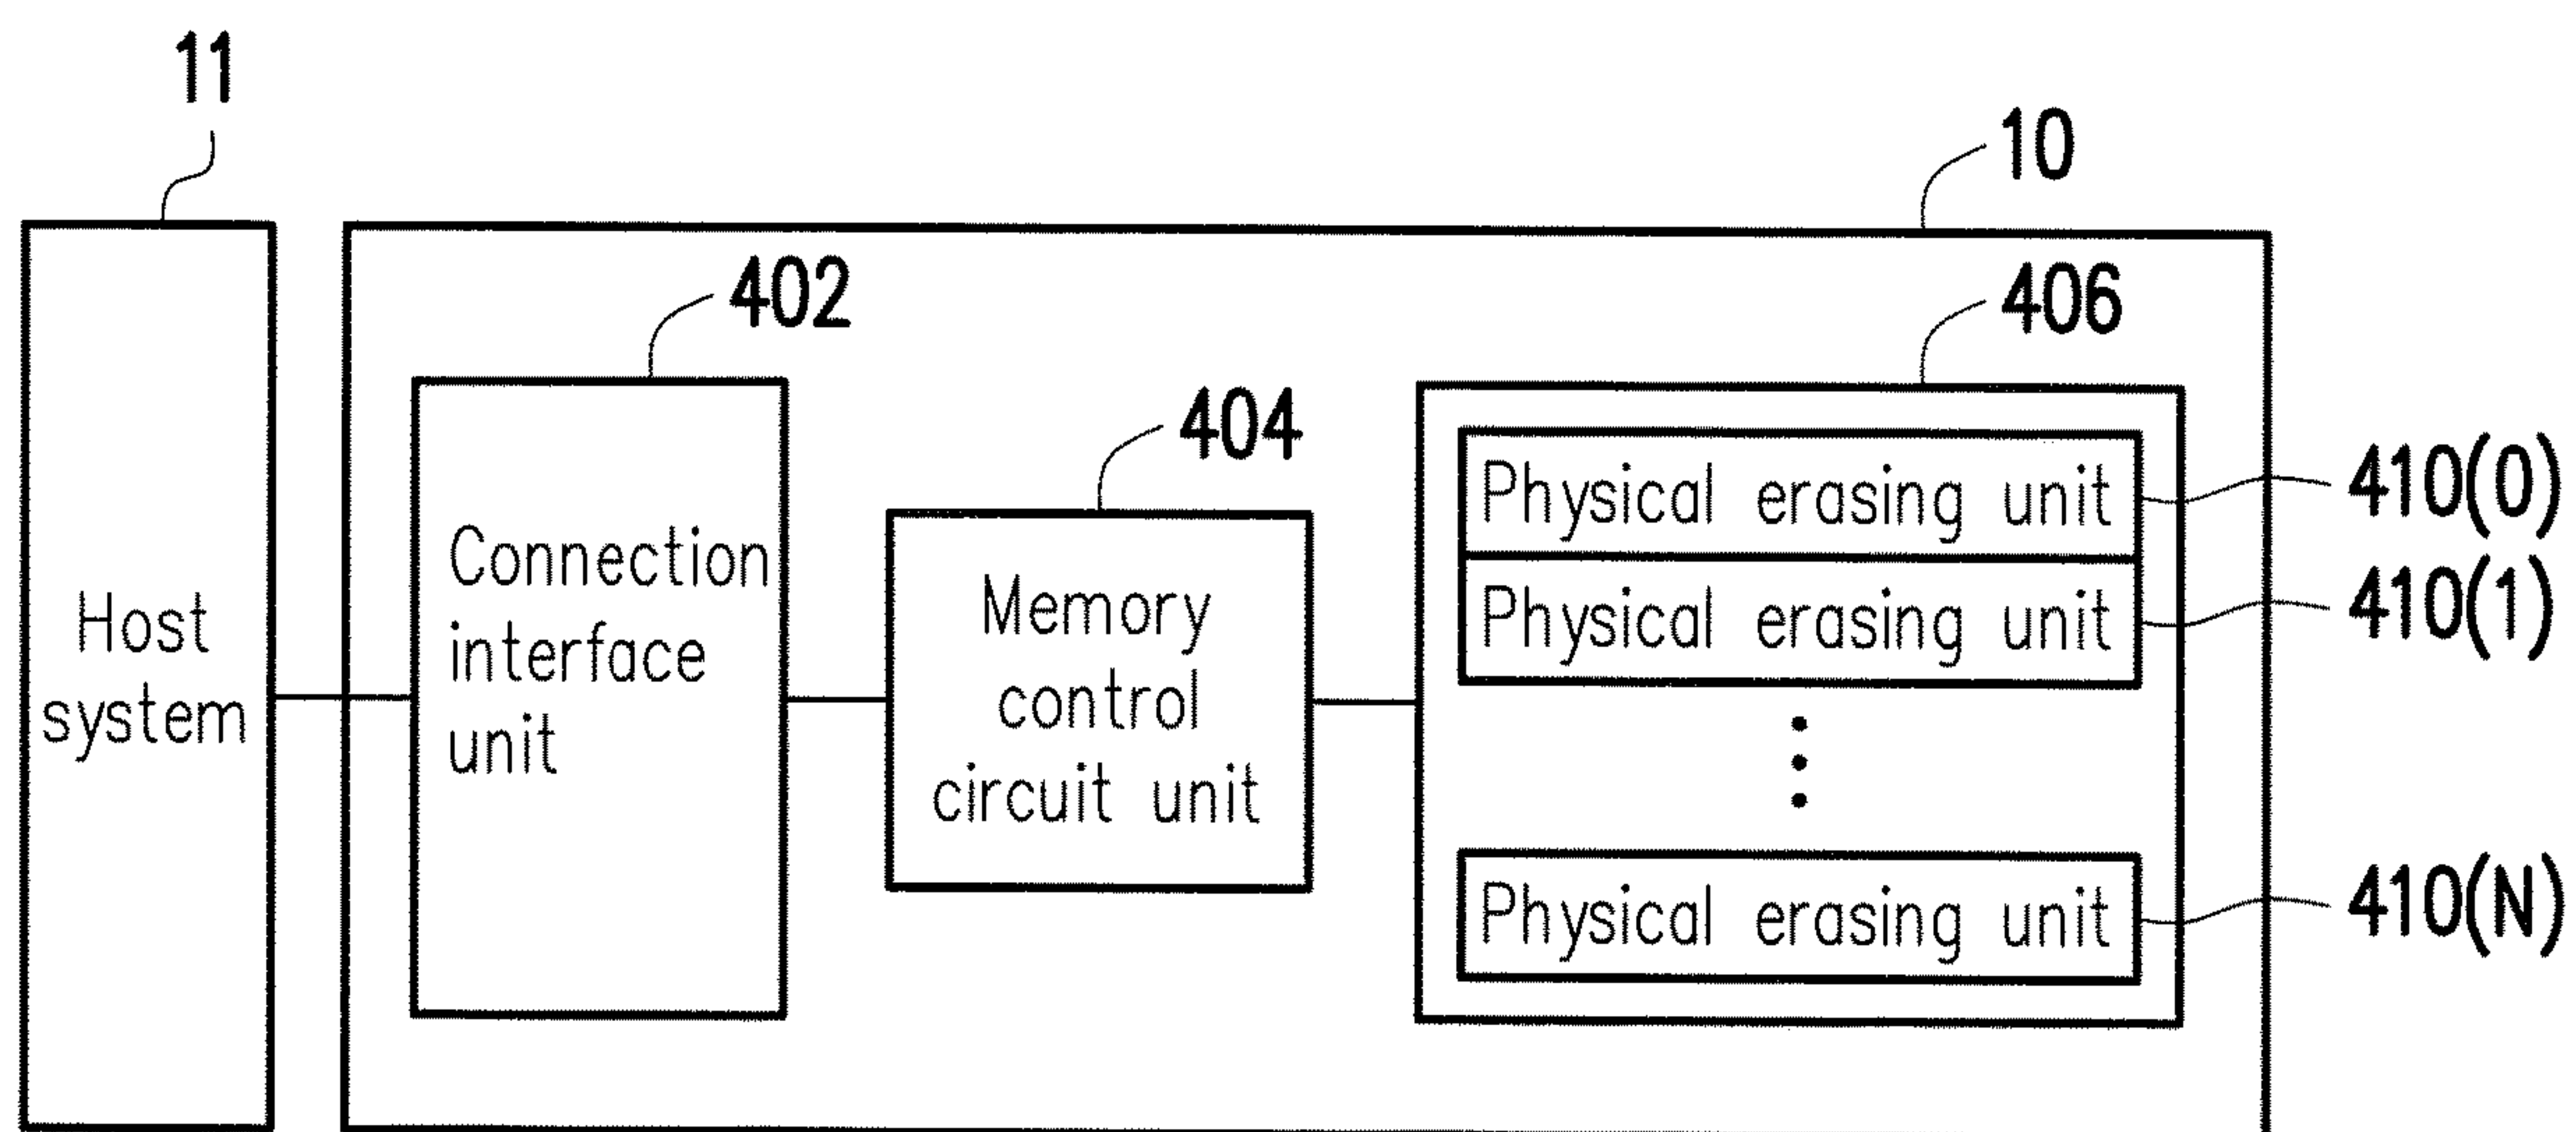 11
10
402
406
404
410(0)
Physical erasing unit
410(1)
Physical erasing unit
Connection
interface
unit
Memory
control
circuit unit
Host
system
Physical erasing unit
410(N)